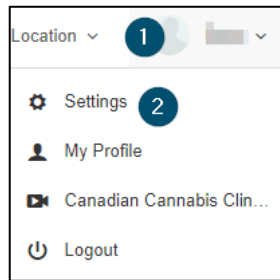 Location 1
Settings 2
My Profile
Canadian Cannabis Clin...
Logout